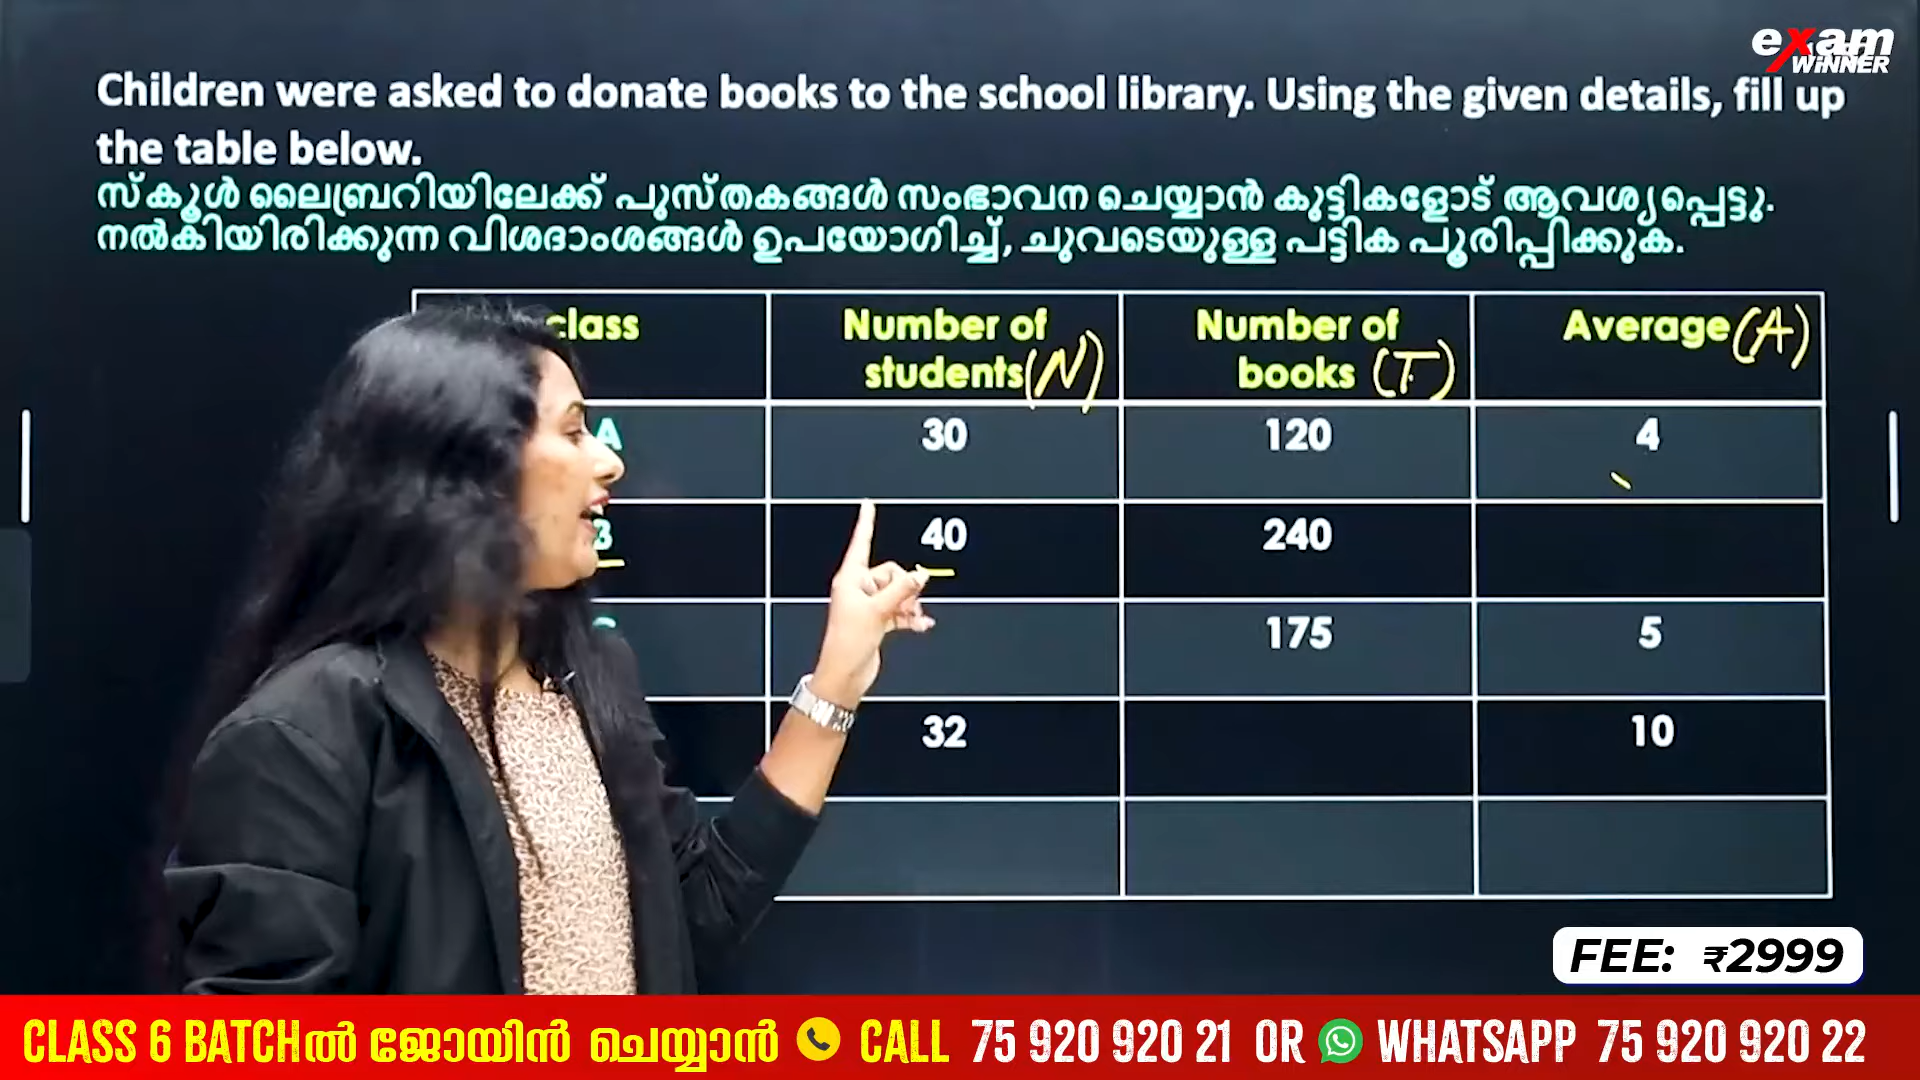 exam
WINNER
Children were asked to donate books to the school library. Using the given details, fill up
the table below.
സ്കൂൾ ലൈബ്രറിയിലേക്ക് പുസ്തകങ്ങൾ സംഭാവന ചെയ്യാൻ കുട്ടികളോട് ആവശ്യപ്പെട്ടു.
നൽകിയിരിക്കുന്ന വിശദാംശങ്ങൾ ഉപയോഗിച്ച്, ചുവടെയുള്ള പട്ടിക പൂരിപ്പിക്കുക.
class Number of students(N) Number of books (T) Average(A)
A 30 120 4
40 240
175 5
32 10
FEE: ₹2999
CLASS 6 BATCHൽ ജോയിൻ ചെയ്യാൻ CALL 75 920 920 21 OR WHATSAPP 75 920 920 22